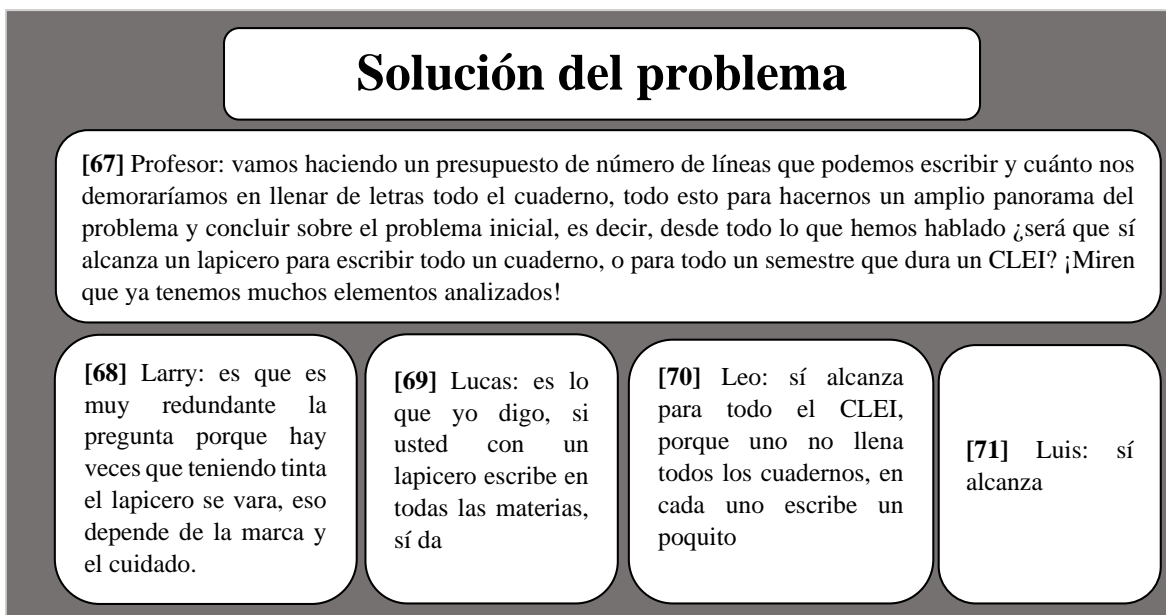 Solución del problema
[67] Profesor: vamos haciendo un presupuesto de número de líneas que podemos escribir y cuánto nos
demoraríamos en llenar de letras todo el cuaderno, todo esto para hacernos un amplio panorama del
problema y concluir sobre el problema inicial, es decir, desde todo lo que hemos hablado ¿será que sí
alcanza un lapicero para escribir todo un cuaderno, o para todo un semestre que dura un CLEI? ¡Miren
que ya tenemos muchos elementos analizados!
[68] Larry: es que es
muy redundante la
pregunta porque hay
veces que teniendo tinta
el lapicero se vara, eso
depende de la marca y
el cuidado.
[69] Lucas: es lo
que yo digo, si
usted con un
lapicero escribe en
todas las materias,
sí da
[70] Leo: sí alcanza
para todo el CLEI,
porque uno no llena
todos los cuadernos, en
cada uno escribe un
poquito
[71] Luis: sí
alcanza